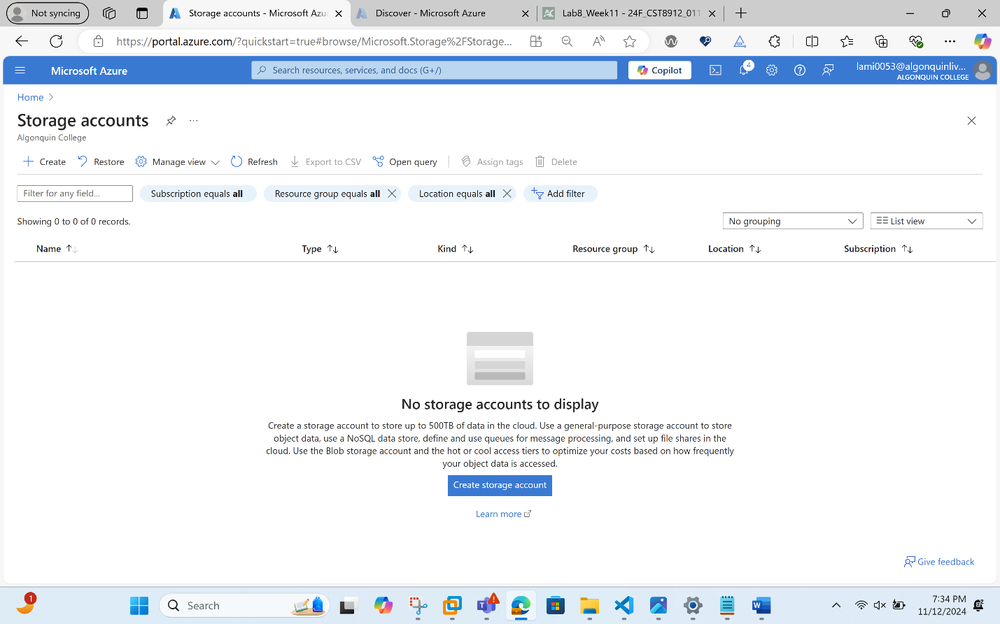 Not syncing
Storage accounts - Microsoft Azu
Discover - Microsoft Azure
Lab8_Week11 - 24F_CST8912_011
https://portal.azure.com/?quickstart=true#browse/Microsoft.Storage%2FStorage...
Microsoft Azure
Search resources, services, and docs (G+/)
Copilot
4
lami0053@algonquinliv...
ALGONQUIN COLLEGE
Home
Storage accounts
Algonquin College
Create
Restore
Manage view
Refresh
Export to CSV
Open query
Assign tags
Delete
Filter for any field...
Subscription equals all
Resource group equals all
Location equals all
Add filter
Showing 0 to 0 of 0 records.
No grouping
List view
Name
Type
Kind
Resource group
Location
Subscription
No storage accounts to display
Create a storage account to store up to 500TB of data in the cloud. Use a general-purpose storage account to store
object data, use a NoSQL data store, define and use queues for message processing, and set up file shares in the
cloud. Use the Blob storage account and the hot or cool access tiers to optimize your costs based on how frequently
your object data is accessed.
Create storage account
Learn more
Give feedback
1
Search
7:34 PM
11/12/2024